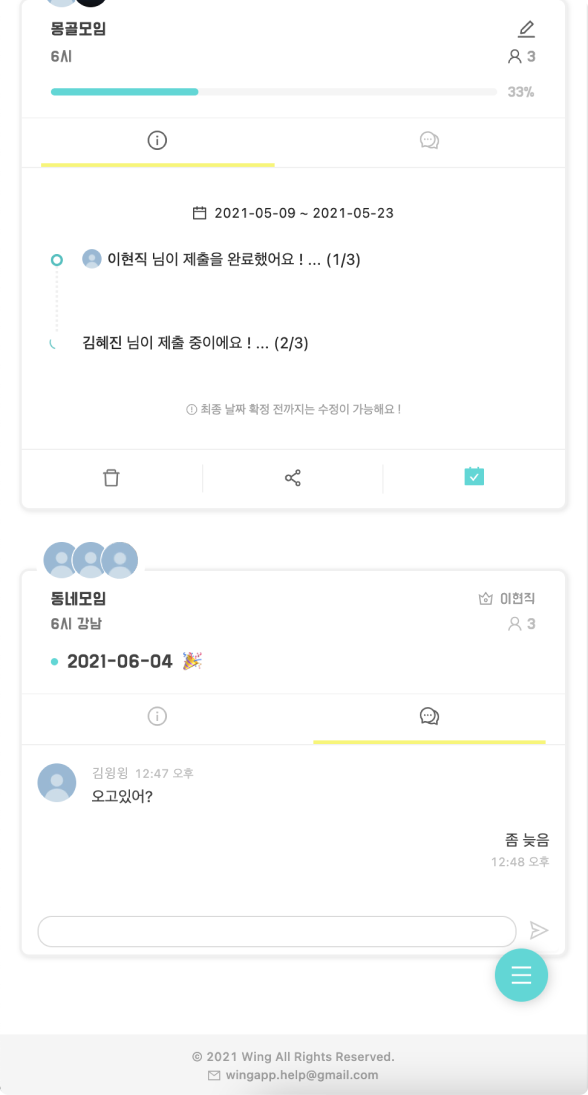 몽골모임
6시
3
33%
2021-05-09 ~ 2021-05-23
이현직 님이 제출을 완료했어요 ! ... (1/3)
김혜진 님이 제출 중이에요 ! ... (2/3)
최종 날짜 확정 전까지는 수정이 가능해요 !
동네모임
이현직
6시 강남
3
2021-06-04 🎉
김윙윙 12:47 오후
오고있어?
좀 늦음
12:48 오후
© 2021 Wing All Rights Reserved.
wingapp.help@gmail.com